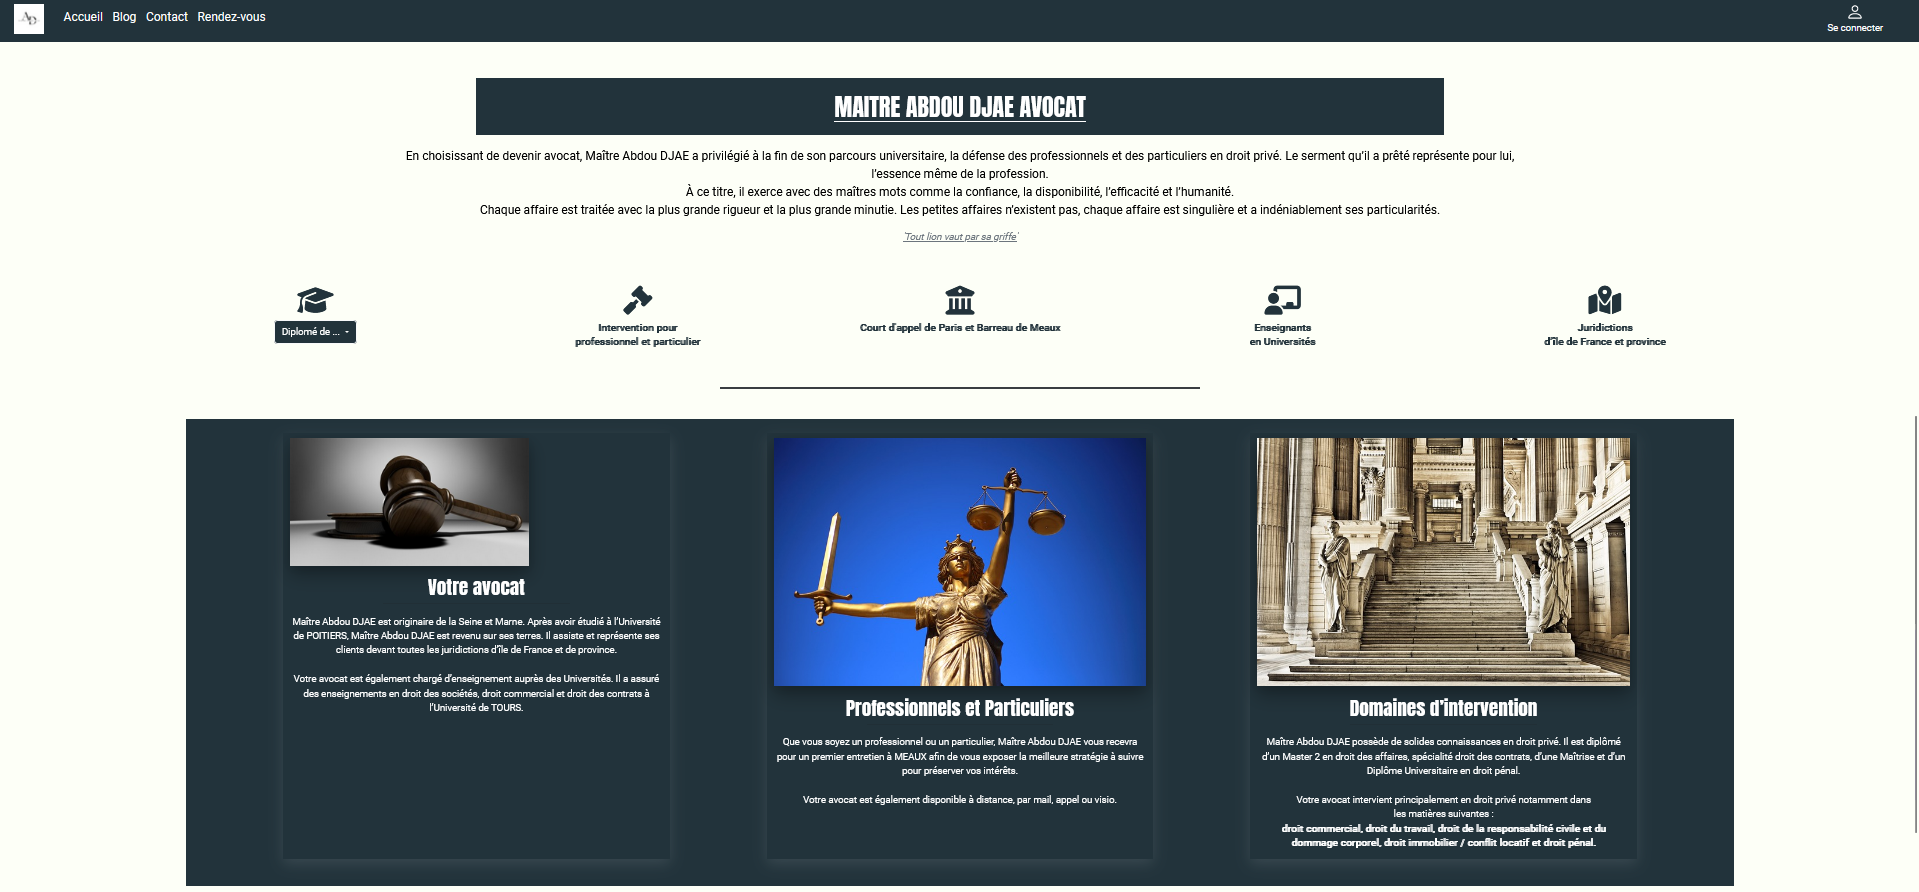 AD
Accueil Blog Contact Rendez-vous
Se connecter
MAITRE ABDOU DJAE AVOCAT
En choisissant de devenir avocat, Maître Abdou DJAE a privilégié à la fin de son parcours universitaire, la défense des professionnels et des particuliers en droit privé. Le serment qu'il a prêté représente pour lui,
l'essence même de la profession.
À ce titre, il exerce avec des maîtres mots comme la confiance, la disponibilité, l'efficacité et l'humanité.
Chaque affaire est traitée avec la plus grande rigueur et la plus grande minutie. Les petites affaires n'existent pas, chaque affaire est singulière et a indéniablement ses particularités.
'Tout lion vaut par sa griffe'
Diplomé de ...
Intervention pour
professionnel et particulier
Court d'appel de Paris et Barreau de Meaux
Enseignants
en Universités
Juridictions
d'île de France et province
Votre avocat
Maître Abdou DJAE est originaire de la Seine et Marne. Après avoir étudié à l'Université
de POITIERS, Maître Abdou DJAE est revenu sur ses terres. Il assiste et représente ses
clients devant toutes les juridictions d'île de France et de province.
Votre avocat est également chargé d'enseignement auprès des Universités. Il a assuré
des enseignements en droit des sociétés, droit commercial et droit des contrats à
l'Université de TOURS.
Professionnels et Particuliers
Que vous soyez un professionnel ou un particulier, Maître Abdou DJAE vous recevra
pour un premier entretien à MEAUX afin de vous exposer la meilleure stratégie à suivre
pour préserver vos intérêts.
Votre avocat est également disponible à distance, par mail, appel ou visio.
Domaines d'intervention
Maître Abdou DJAE possède de solides connaissances en droit privé. Il est diplômé
d'un Master 2 en droit des affaires, spécialité droit des contrats, d'une Maîtrise et d'un
Diplôme Universitaire en droit pénal.
Votre avocat intervient principalement en droit privé notamment dans
les matières suivantes :
droit commercial, droit du travail, droit de la responsabilité civile et du
dommage corporel, droit immobilier / conflit locatif et droit pénal.